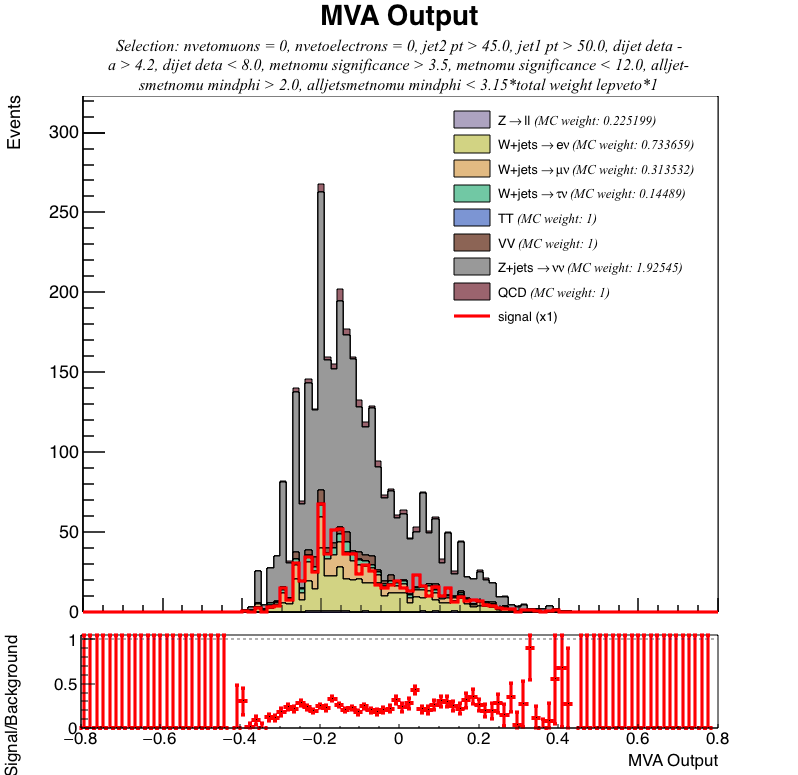 MVA Output
Selection: nvetomuons = 0, nvetoelectrons = 0, jet2 pt > 45.0, jet1 pt > 50.0, dijet deta -
a > 4.2, dijet deta < 8.0, metnomu significance > 3.5, metnomu significance < 12.0, alljet-
smetnomu mindphi > 2.0, alljetsmetnomu mindphi < 3.15*total weight lepveto*1
Events
300
250
200
150
100
50
0
Z→ll (MC weight: 0.225199)
W+jets→eν (MC weight: 0.733659)
W+jets→μν (MC weight: 0.313532)
W+jets→τν (MC weight: 0.14489)
TT (MC weight: 1)
VV (MC weight: 1)
Z+jets→νν (MC weight: 1.92545)
QCD (MC weight: 1)
signal (x1)
Signal/Background
1
0.5
0
−0.8 −0.6 −0.4 −0.2 0 0.2 0.4 0.6 0.8
MVA Output